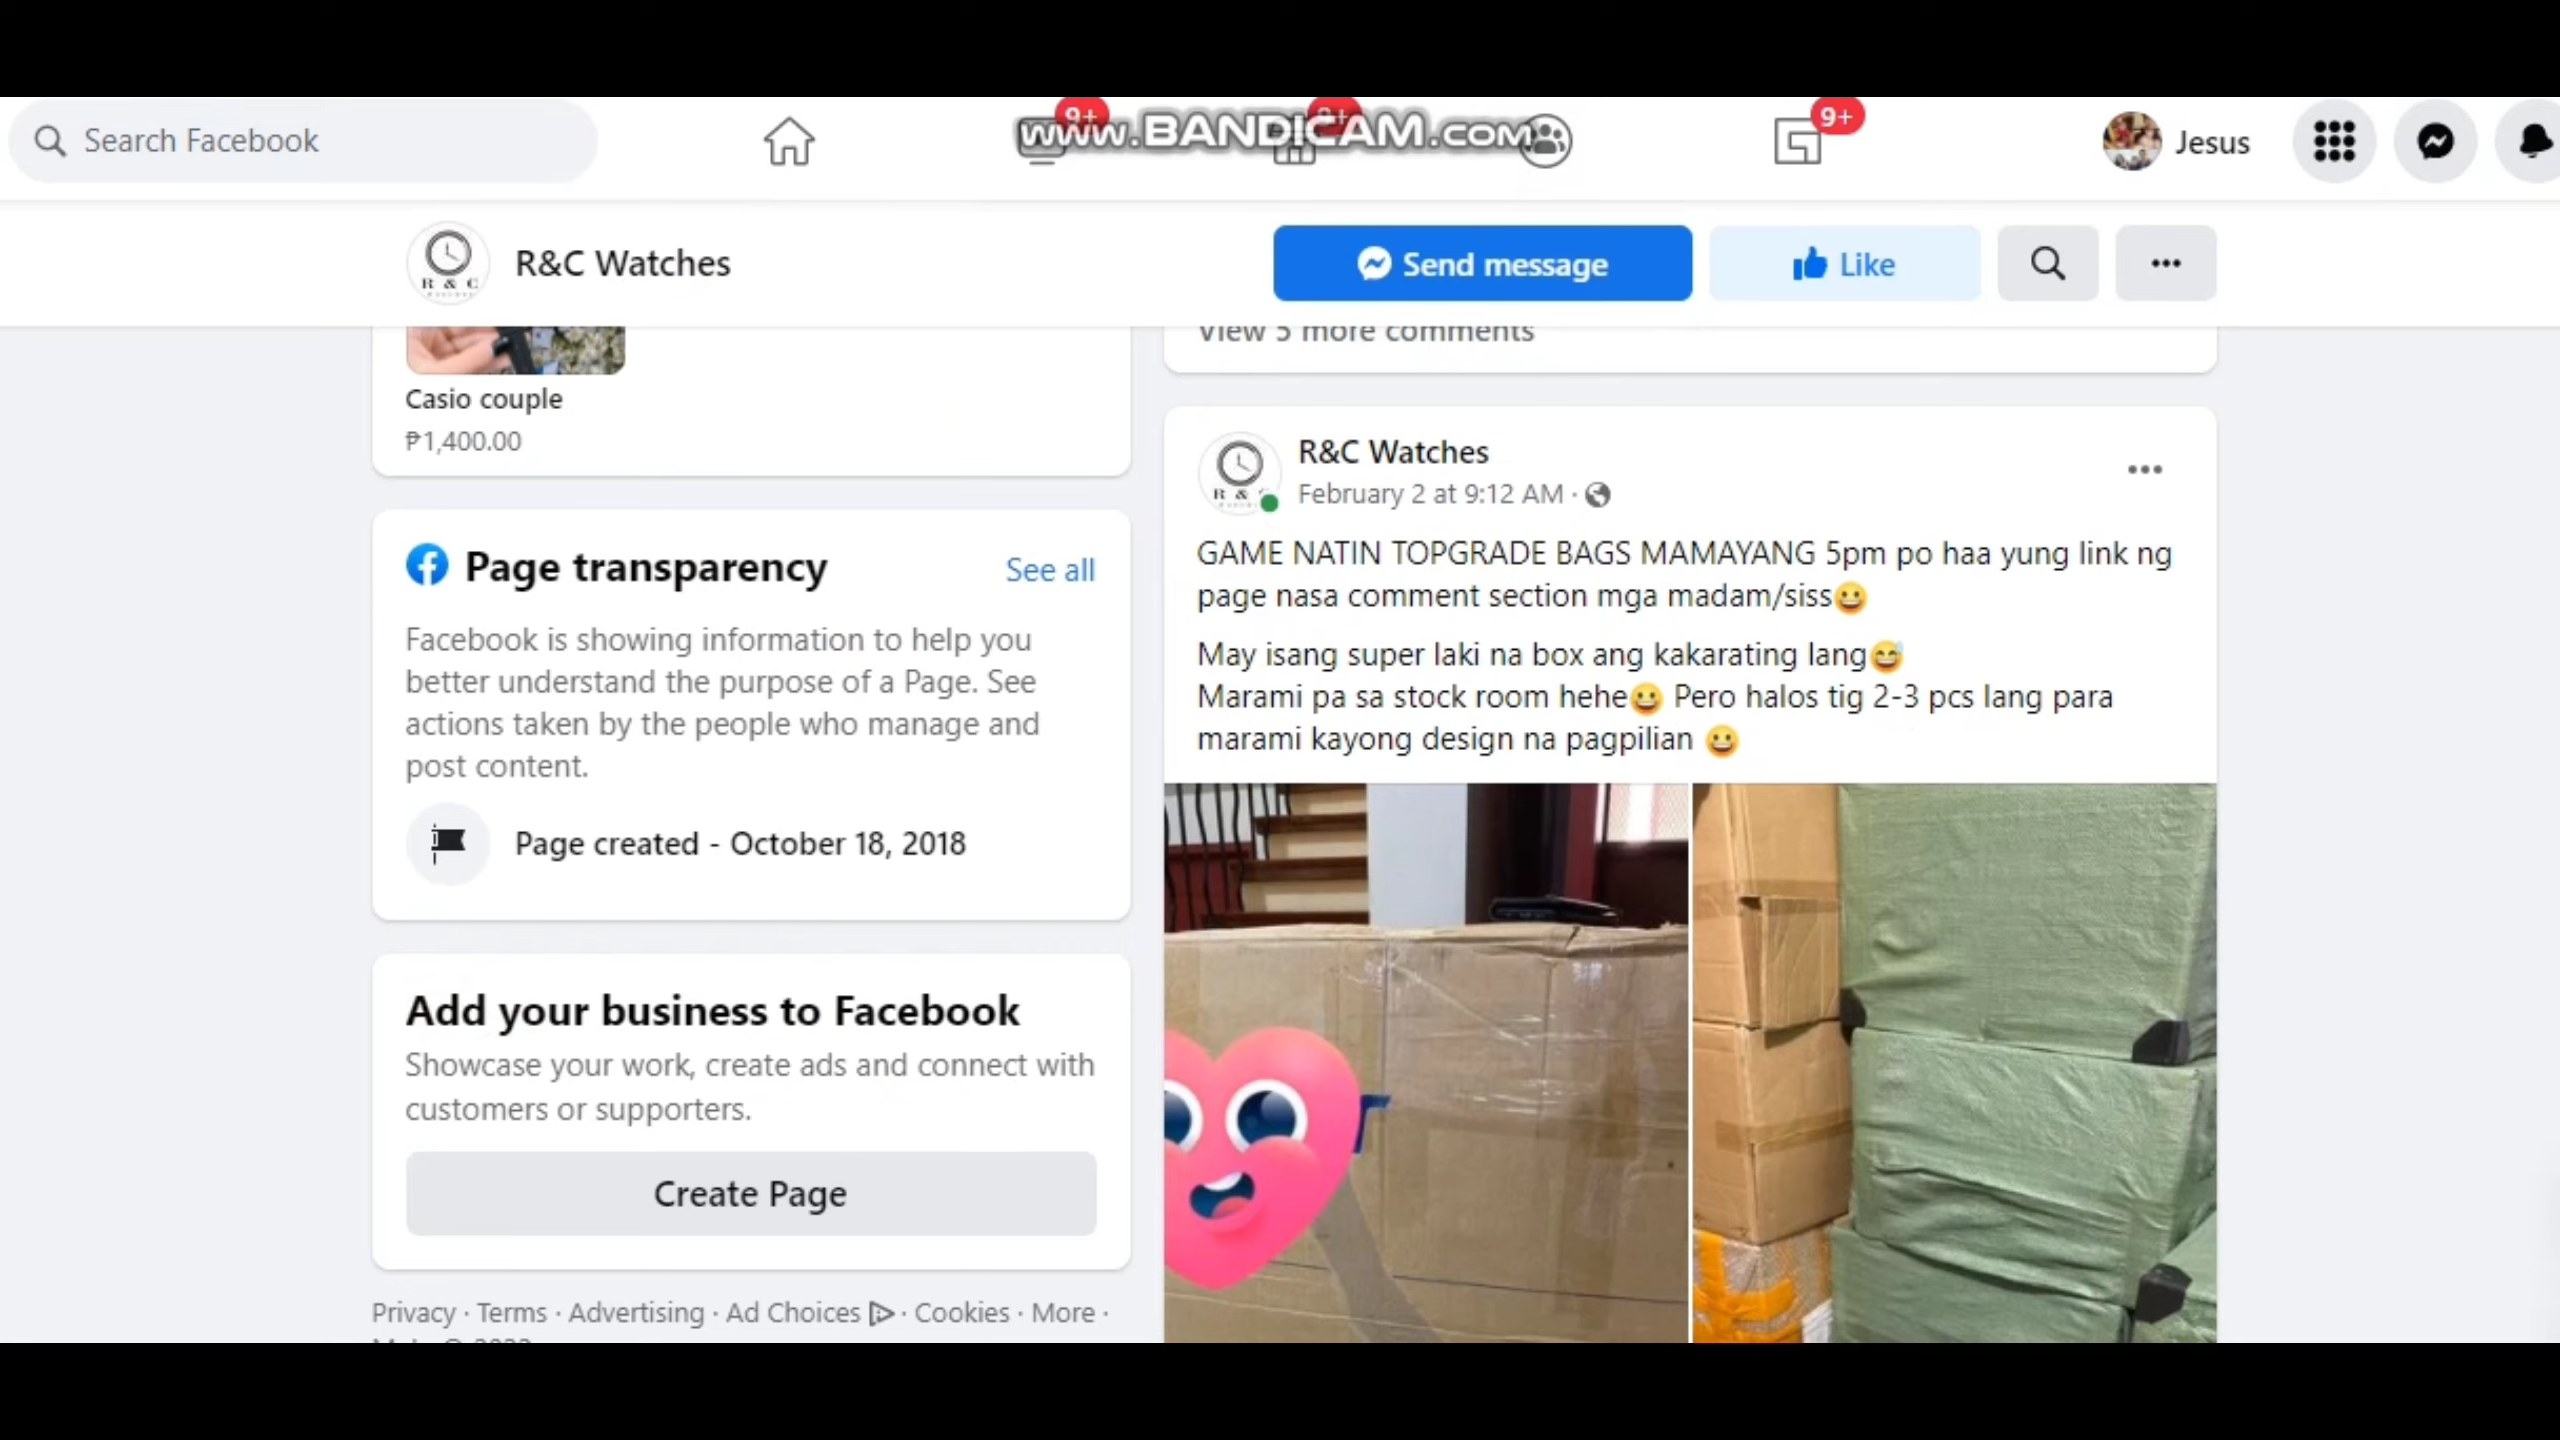 Search Facebook
9+
9+
9+
www.BANDICAM.com
Jesus
R & C
R&C Watches
Send message
Like
View 5 more comments
Casio couple
₱1,400.00
Page transparency
See all
Facebook is showing information to help you
better understand the purpose of a Page. See
actions taken by the people who manage and
post content.
Page created - October 18, 2018
Add your business to Facebook
Showcase your work, create ads and connect with
customers or supporters.
Create Page
Privacy · Terms · Advertising · Ad Choices · Cookies · More ·
R &
R&C Watches
February 2 at 9:12 AM ·
GAME NATIN TOPGRADE BAGS MAMAYANG 5pm po haa yung link ng
page nasa comment section mga madam/siss😀
May isang super laki na box ang kakarating lang😅
Marami pa sa stock room hehe😀 Pero halos tig 2-3 pcs lang para
marami kayong design na pagpilian 😀